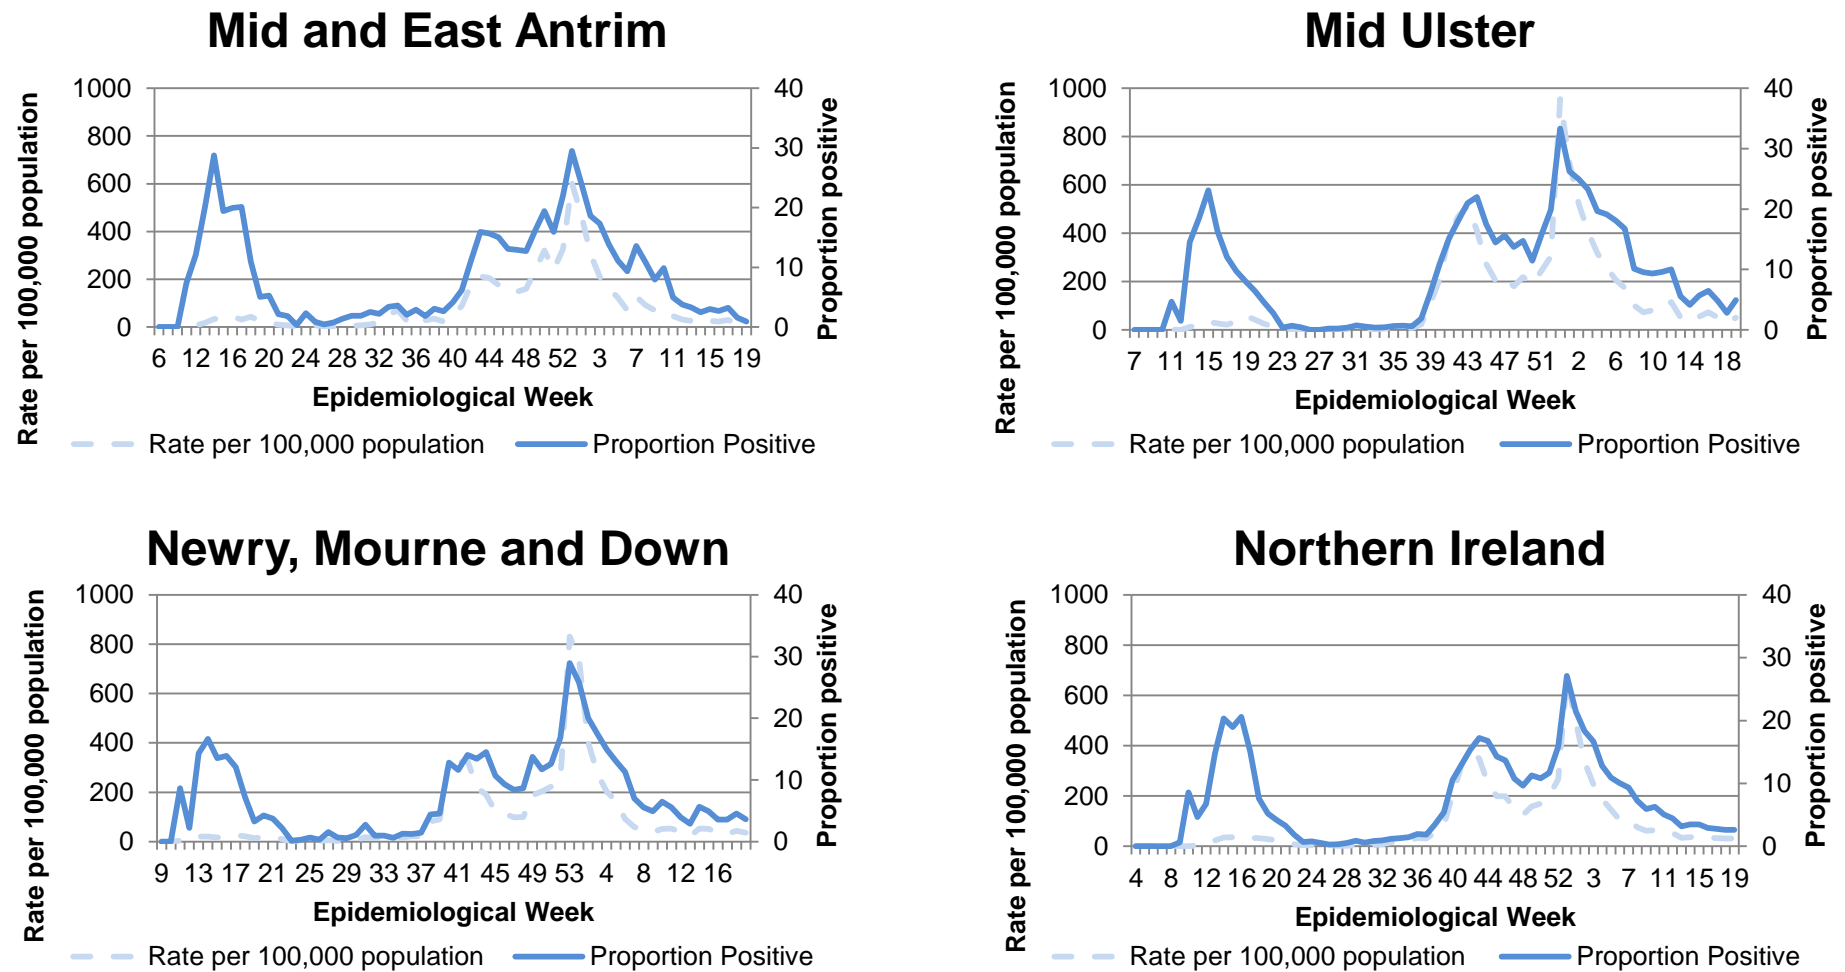 Mid and East Antrim
Rate per 100,000 population
1000
800
600
400
200
0
40
30
20
10
0
Proportion positive
6 12 16 20 24 28 32 36 40 44 52 3 7 11 15 19
Epidemiological Week
Rate per 100,000 population Proportion Positive
Mid Ulster
Rate per 100,000 population
1000
800
600
400
200
0
40
30
20
10
0
Proportion positive
7 11 15 19 23 27 31 35 39 43 47 51 2 6 10 14 18
Epidemiological Week
Rate per 100,000 population Proportion Positive
Newry, Mourne and Down
Rate per 100,000 population
1000
800
600
400
200
0
40
30
20
10
0
Proportion positive
9 13 17 21 25 29 33 37 41 45 49 53 4 8 12 16
Epidemiological Week
Rate per 100,000 population Proportion Positive
Northern Ireland
Rate per 100,000 population
1000
800
600
400
200
0
40
30
20
10
0
Proportion positive
4 8 12 16 20 24 28 32 36 40 44 48 52 3 7 11 15 19
Epidemiological Week
Rate per 100,000 population Proportion Positive